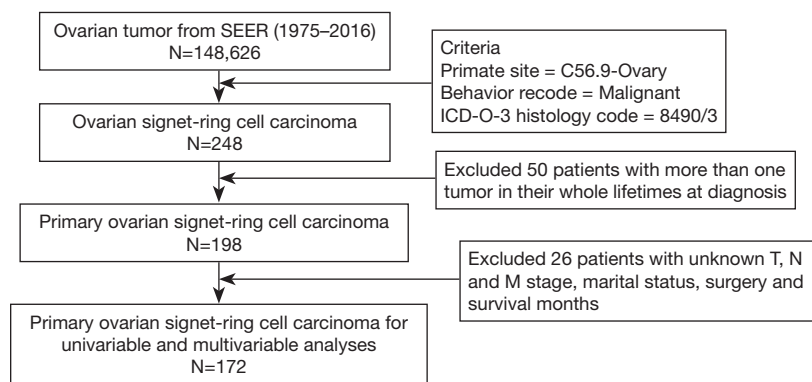 Ovarian tumor from SEER (1975–2016)
N=148,626
Criteria
Primate site = C56.9-Ovary
Behavior recode = Malignant
ICD-O-3 histology code = 8490/3
Ovarian signet-ring cell carcinoma
N=248
Excluded 50 patients with more than one
tumor in their whole lifetimes at diagnosis
Primary ovarian signet-ring cell carcinoma
N=198
Excluded 26 patients with unknown T, N
and M stage, marital status, surgery and
survival months
Primary ovarian signet-ring cell carcinoma for
univariable and multivariable analyses
N=172